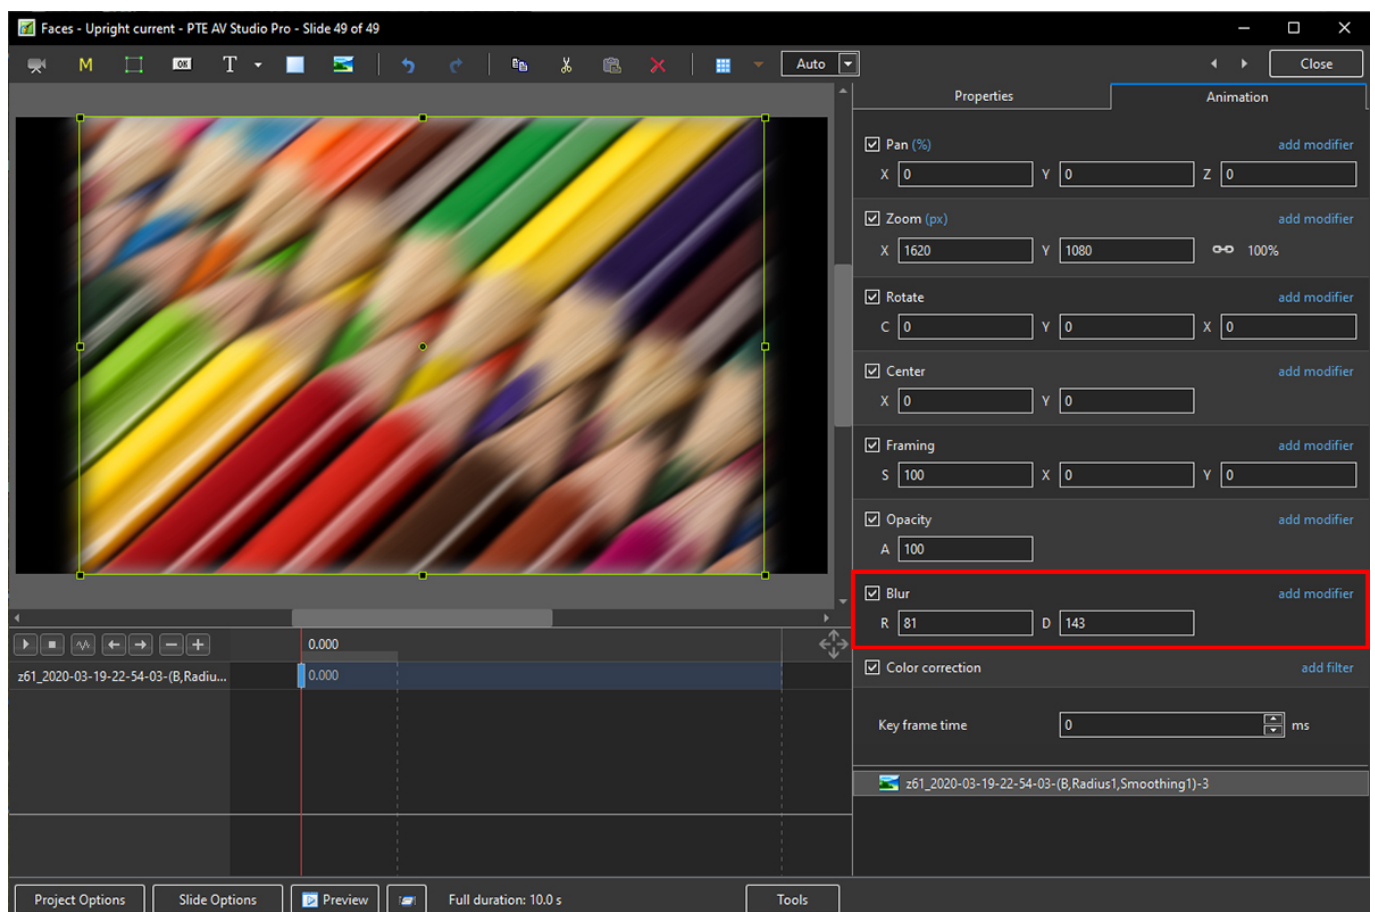 Faces - Upright current - PTE AV Studio Pro - Slide 49 of 49
M OK T Auto Close
Properties Animation
Pan (%) add modifier
X 0 Y 0 Z 0
Zoom (px) add modifier
X 1620 Y 1080 100%
Rotate add modifier
C 0 Y 0 X 0
Center add modifier
X 0 Y 0
Framing add modifier
S 100 X 0 Y 0
Opacity add modifier
A 100
Blur add modifier
R 81 D 143
0.000
z61_2020-03-19-22-54-03-(B,Radiu... 0.000
Color correction add filter
Key frame time 0 ms
z61_2020-03-19-22-54-03-(B,Radius1,Smoothing1)-3
Project Options Slide Options Preview Full duration: 10.0 s Tools